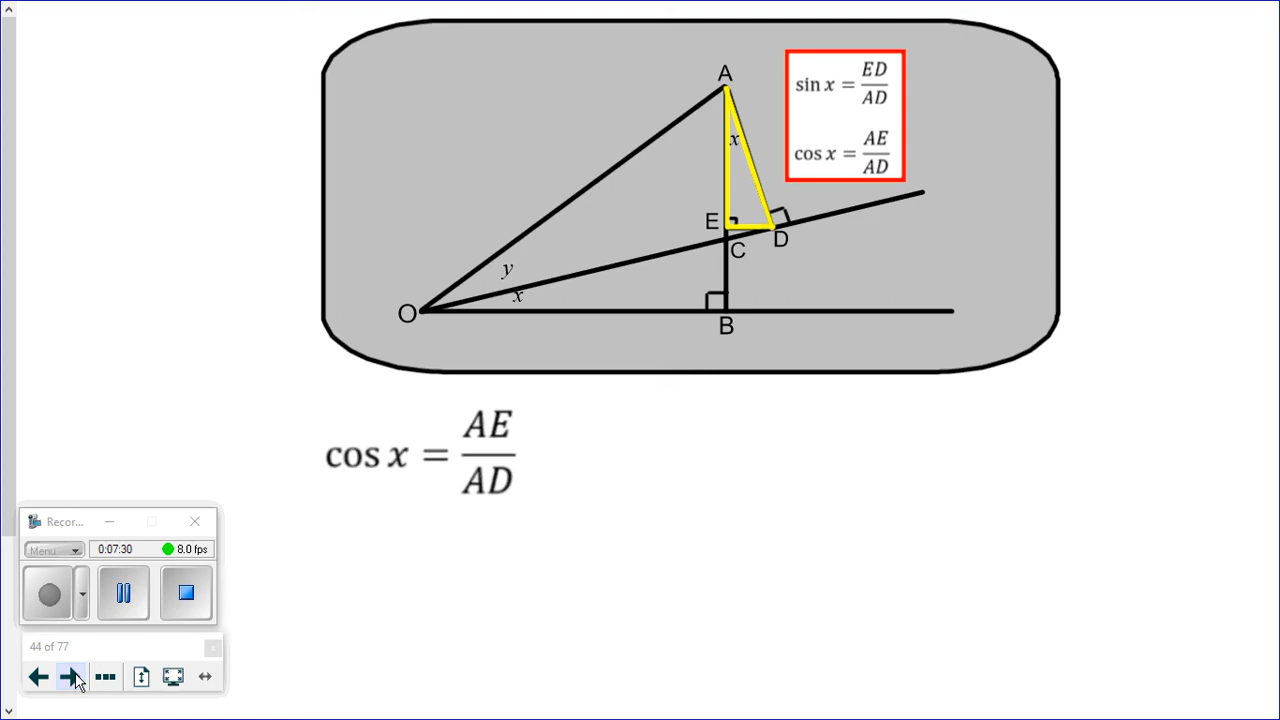 A
sin x = ED/AD
cos x = AE/AD
x
E
C
D
y
x
O
B
cos x = AE/AD
Recor...
Menu
0:07:30
8.0 fps
44 of 77
x